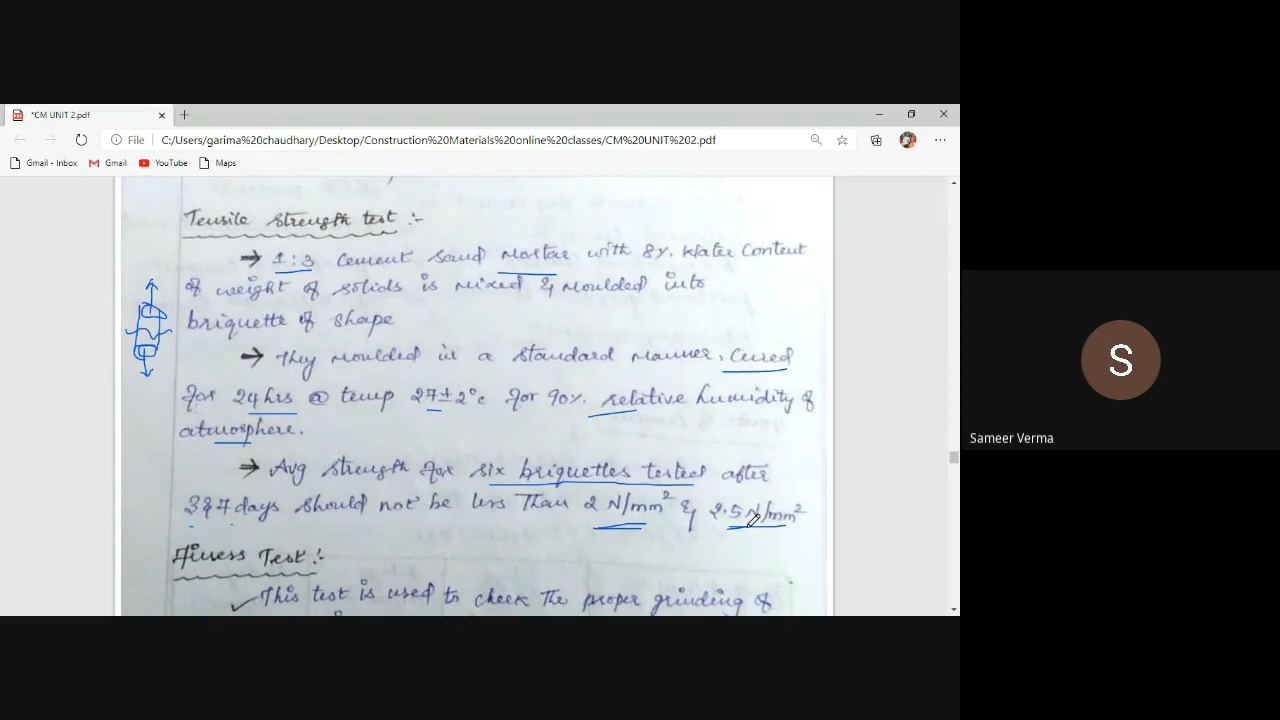 *CM UNIT 2.pdf
File C:/Users/garima%20chaudhary/Desktop/Construction%20Materials%20online%20classes/CM%20UNIT%202.pdf
Gmail - Inbox Gmail YouTube Maps
Tensile strength test :-
→ 1:3 cement sand mortar with 8%. Water Content
of weight of solids is mixed & moulded into
briquette of shape
→ They moulded in a standard manner. Cured
for 24 hrs @ temp 27±2°c for 90%. relative humidity of
atmosphere.
→ Avg strength for six briquettes tested after
3&7 days should not be less Than 2 N/mm² & 2.5 N/mm²
Finess Test :-
✓ This test is used to check the proper grinding of
S
Sameer Verma